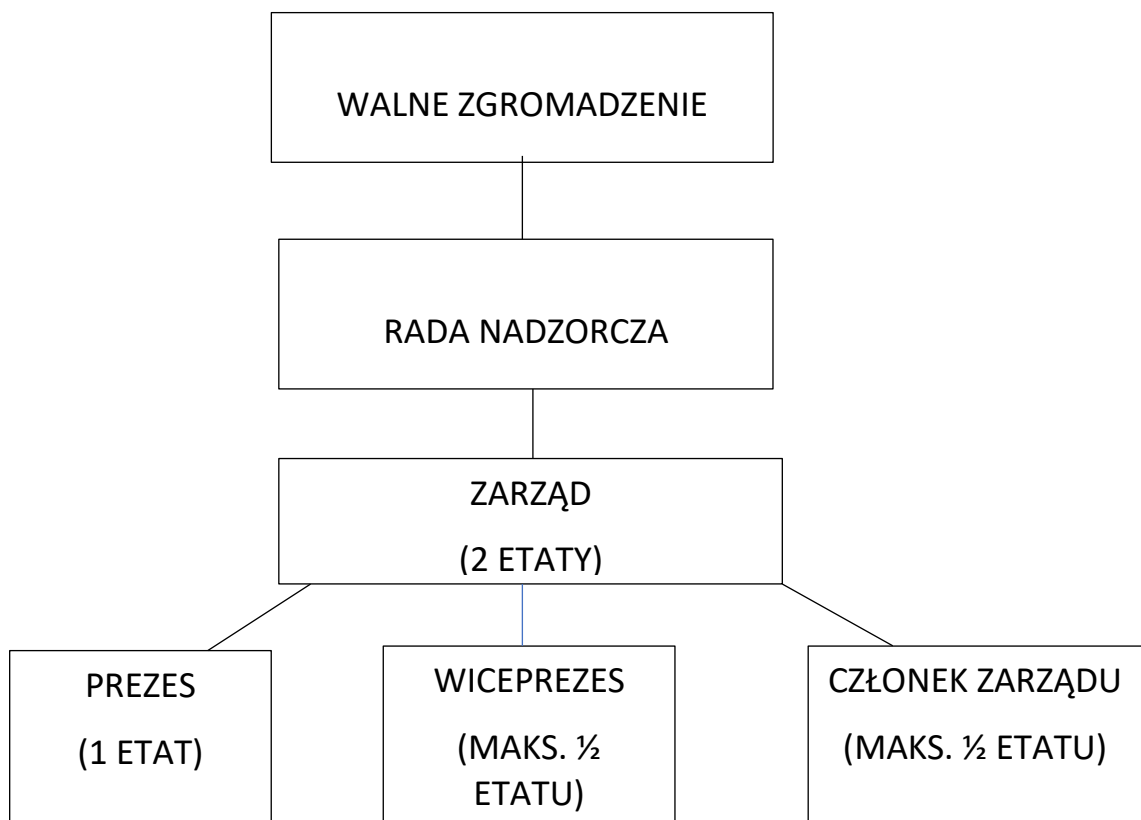 WALNE ZGROMADZENIE
RADA NADZORCZA
ZARZĄD
(2 ETATY)
PREZES
(1 ETAT)
WICEPREZES
(MAKS. ½
ETATU)
CZŁONEK ZARZĄDU
(MAKS. ½ ETATU)